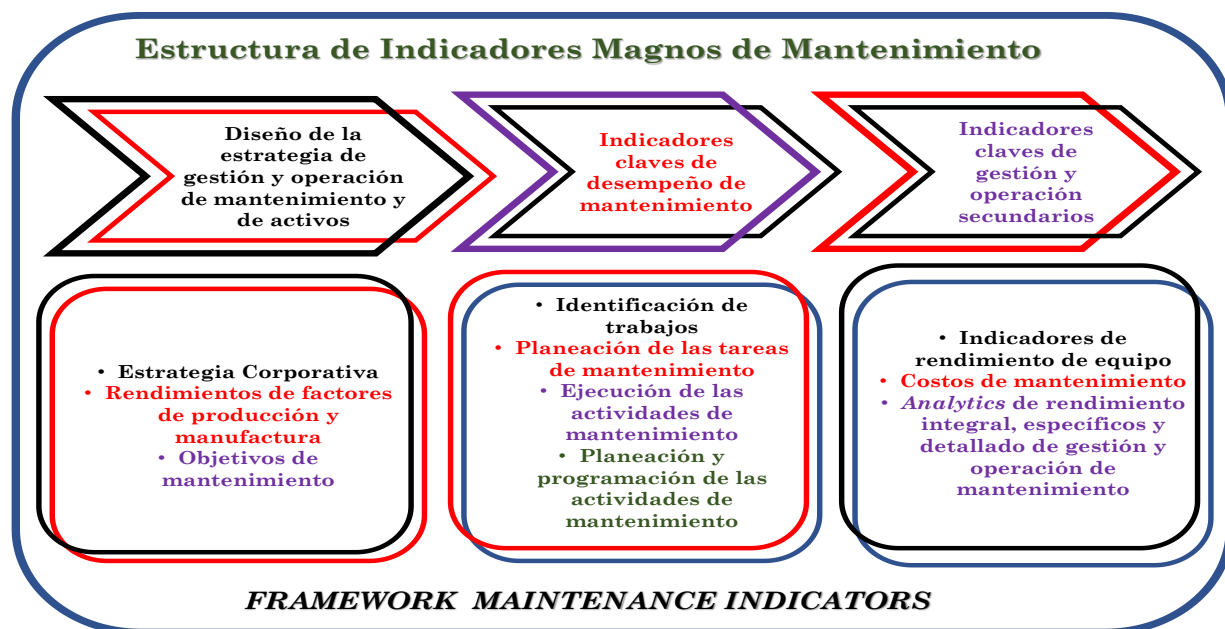 Estructura de Indicadores Magnos de Mantenimiento
Diseño de la
estrategia de
gestión y operación
de mantenimiento y
de activos
Indicadores
claves de
desempeño de
mantenimiento
Indicadores
claves de
gestión y
operación
secundarios
• Estrategia Corporativa
• Rendimientos de factores
de producción y
manufactura
• Objetivos de
mantenimiento
• Identificación de
trabajos
• Planeación de las tareas
de mantenimiento
• Ejecución de las
actividades de
mantenimiento
• Planeación y
programación de las
actividades de
mantenimiento
• Indicadores de
rendimiento de equipo
• Costos de mantenimiento
• Analytics de rendimiento
integral, específicos y
detallado de gestión y
operación de
mantenimiento
FRAMEWORK MAINTENANCE INDICATORS